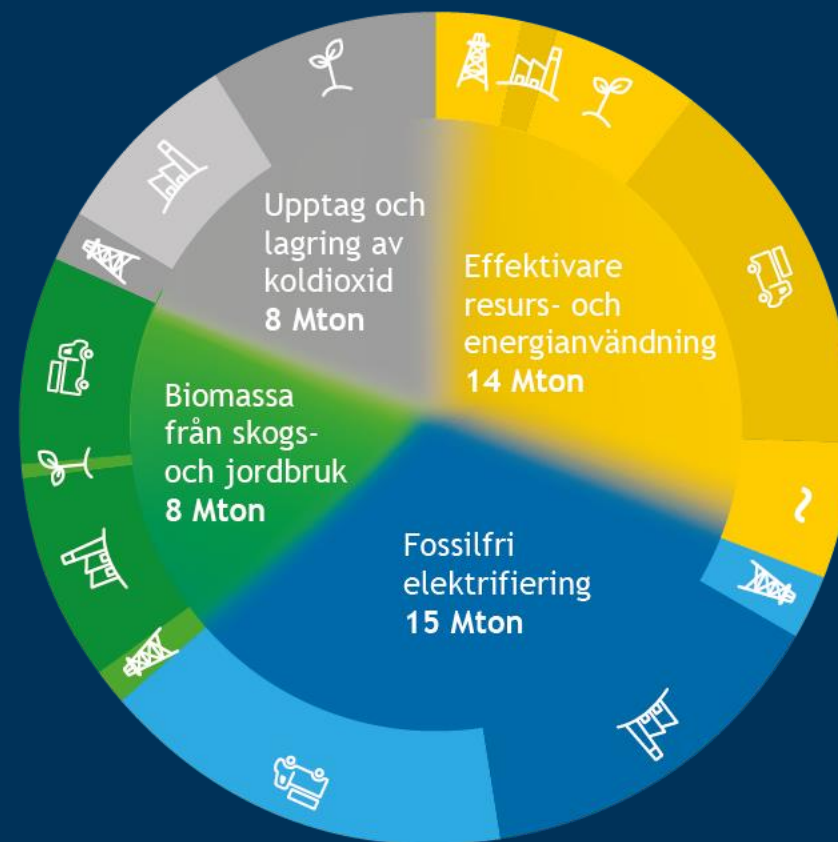 Upptag och
lagring av
koldioxid
8 Mton
Effektivare
resurs- och
energianvändning
14 Mton
Biomassa
från skogs-
och jordbruk
8 Mton
Fossilfri
elektrifiering
15 Mton